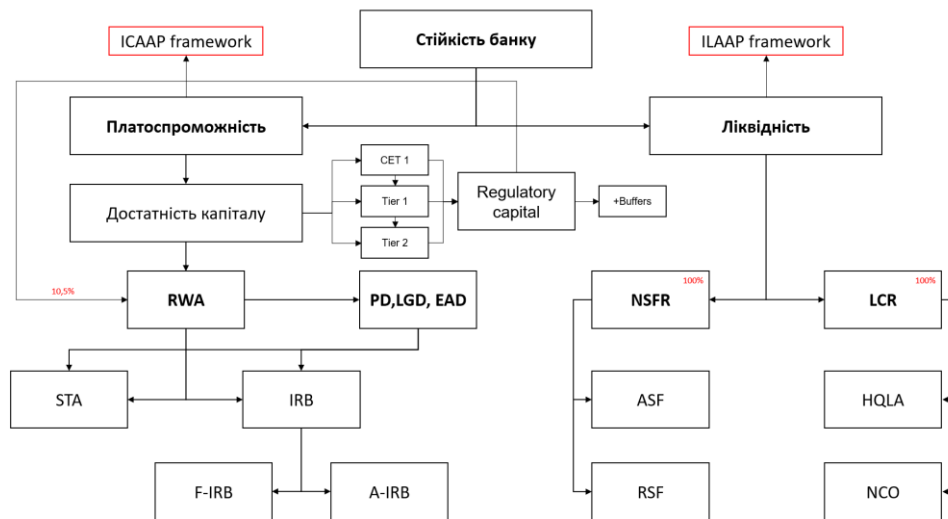 ICAAP framework
Стійкість банку
ILAAP framework
Платоспроможність
Ліквідність
CET 1
Достатність капіталу
Tier 1
Regulatory
capital
+Buffers
Tier 2
10,5%
RWA
PD,LGD, EAD
NSFR
100%
LCR
100%
STA
IRB
ASF
HQLA
F-IRB
A-IRB
RSF
NCO